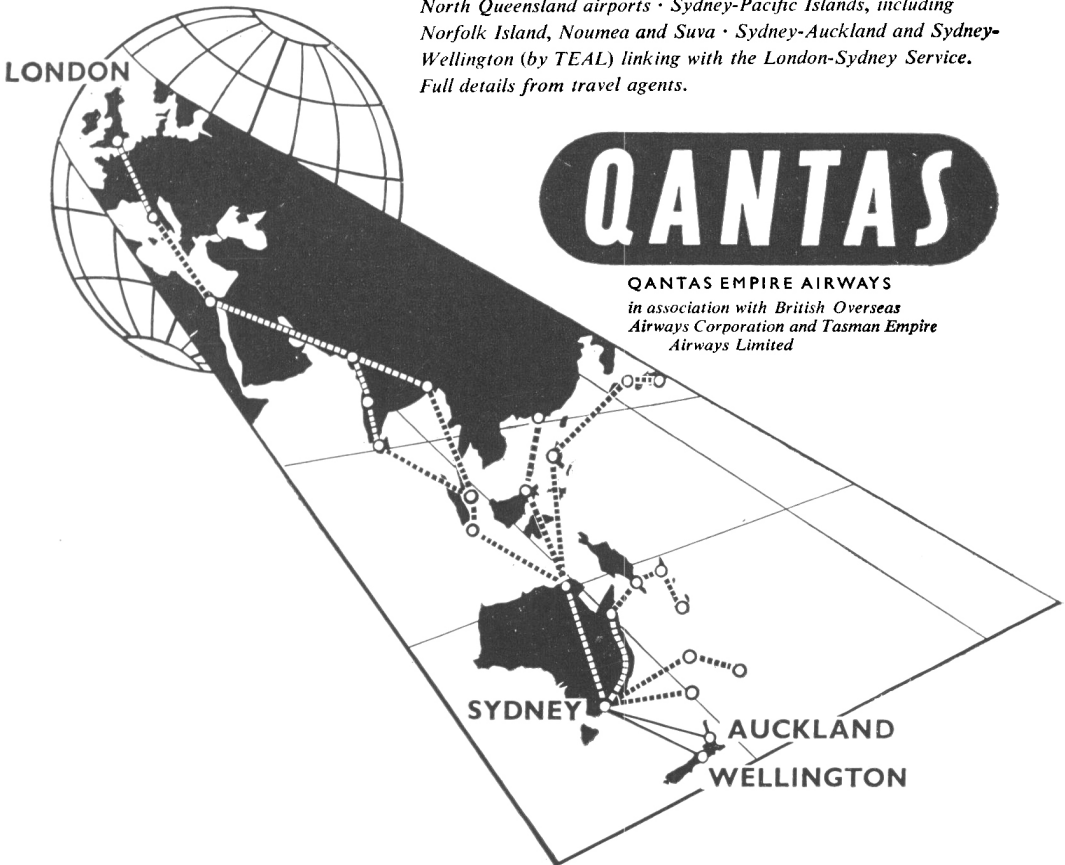 North Queensland airports · Sydney-Pacific Islands, including
Norfolk Island, Noumea and Suva · Sydney-Auckland and Sydney-
Wellington (by TEAL) linking with the London-Sydney Service.
Full details from travel agents.
LONDON
QANTAS
QANTAS EMPIRE AIRWAYS
in association with British Overseas
Airways Corporation and Tasman Empire
Airways Limited
SYDNEY
AUCKLAND
WELLINGTON